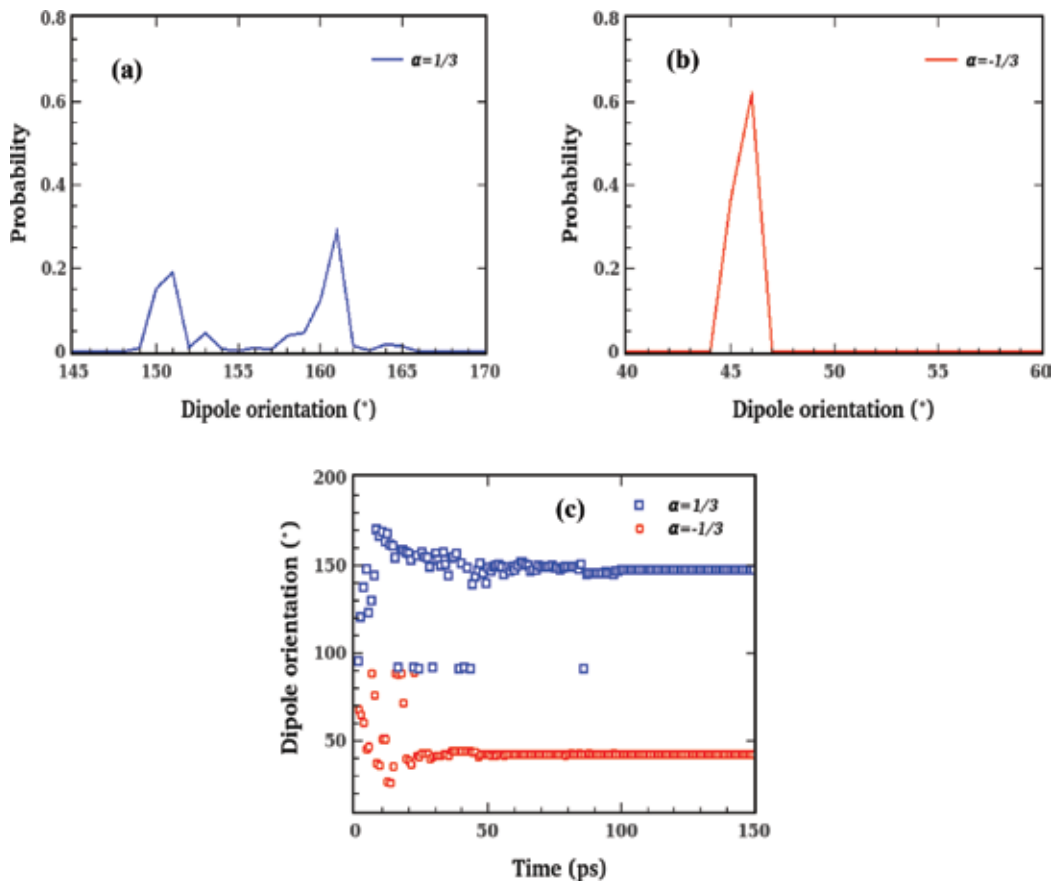 0.8
0.6
0.4
0.2
0
(a)
α=1/3
Probability
145 150 155 160 165 170
Dipole orientation (°)
0.8
0.6
0.4
0.2
0
(b)
α=-1/3
Probability
40 45 50 55 60
Dipole orientation (°)
200
150
100
50
(c)
α=1/3
α=-1/3
Dipole orientation (°)
0 50 100 150
Time (ps)